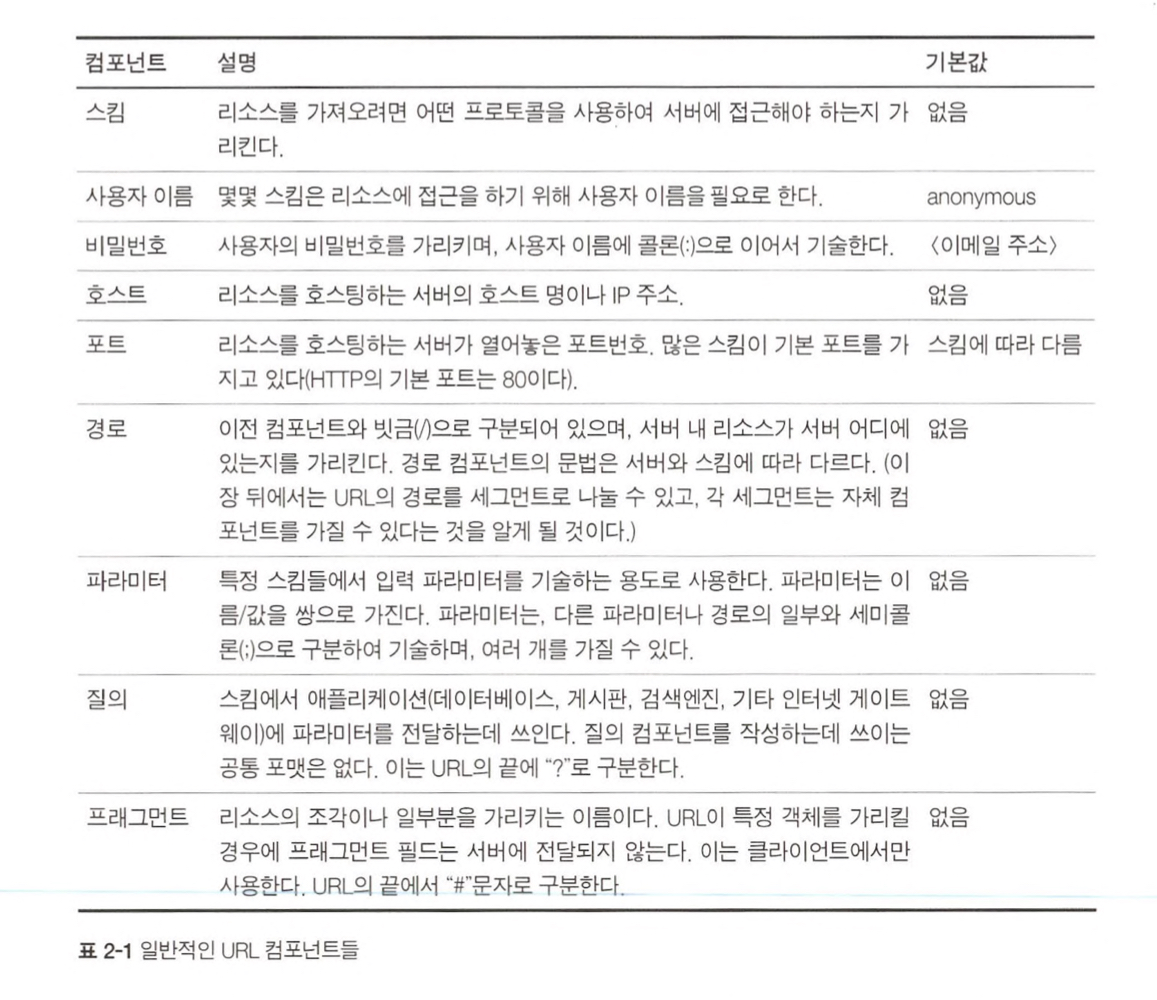 컴포넌트 설명 기본값
스킴 리소스를 가져오려면 어떤 프로토콜을 사용하여 서버에 접근해야 하는지 가 없음
리킨다.
사용자 이름 몇몇 스킴은 리소스에 접근을 하기 위해 사용자 이름을 필요로 한다. anonymous
비밀번호 사용자의 비밀번호를 가리키며, 사용자 이름에 콜론(:)으로 이어서 기술한다. 〈이메일 주소〉
호스트 리소스를 호스팅하는 서버의 호스트 명이나 IP 주소. 없음
포트 리소스를 호스팅하는 서버가 열어놓은 포트번호. 많은 스킴이 기본 포트를 가 스킴에 따라 다름
지고 있다(HTTP의 기본 포트는 80이다).
경로 이전 컴포넌트와 빗금(/)으로 구분되어 있으며, 서버 내 리소스가 서버 어디에 없음
있는지를 가리킨다. 경로 컴포넌트의 문법은 서버와 스킴에 따라 다르다. (이
장 뒤에서는 URL의 경로를 세그먼트로 나눌 수 있고, 각 세그먼트는 자체 컴
포넌트를 가질 수 있다는 것을 알게 될 것이다.)
파라미터 특정 스킴들에서 입력 파라미터를 기술하는 용도로 사용한다. 파라미터는 이 없음
름/값을 쌍으로 가진다. 파라미터는, 다른 파라미터나 경로의 일부와 세미콜
론(;)으로 구분하여 기술하며, 여러 개를 가질 수 있다.
질의 스킴에서 애플리케이션(데이터베이스, 게시판, 검색엔진, 기타 인터넷 게이트 없음
웨이)에 파라미터를 전달하는데 쓰인다. 질의 컴포넌트를 작성하는데 쓰이는
공통 포맷은 없다. 이는 URL의 끝에 “?”로 구분한다.
프래그먼트 리소스의 조각이나 일부분을 가리키는 이름이다. URL이 특정 객체를 가리킬 없음
경우에 프래그먼트 필드는 서버에 전달되지 않는다. 이는 클라이언트에서만
사용한다. URL의 끝에서 “#”문자로 구분한다.
표 2-1 일반적인 URL 컴포넌트들